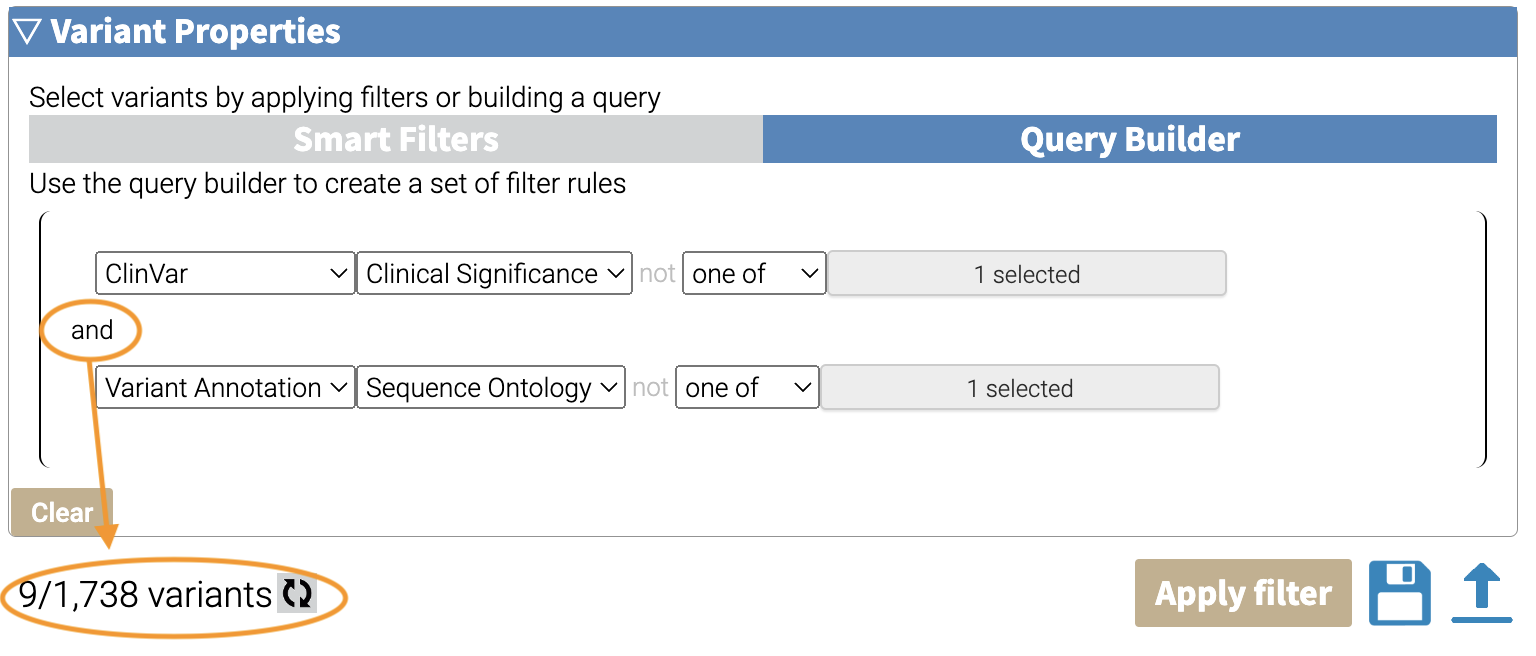 Variant Properties
Select variants by applying filters or building a query
Smart Filters Query Builder
Use the query builder to create a set of filter rules
ClinVar Clinical Significance not one of 1 selected
and
Variant Annotation Sequence Ontology not one of 1 selected
Clear
9/1,738 variants Apply filter